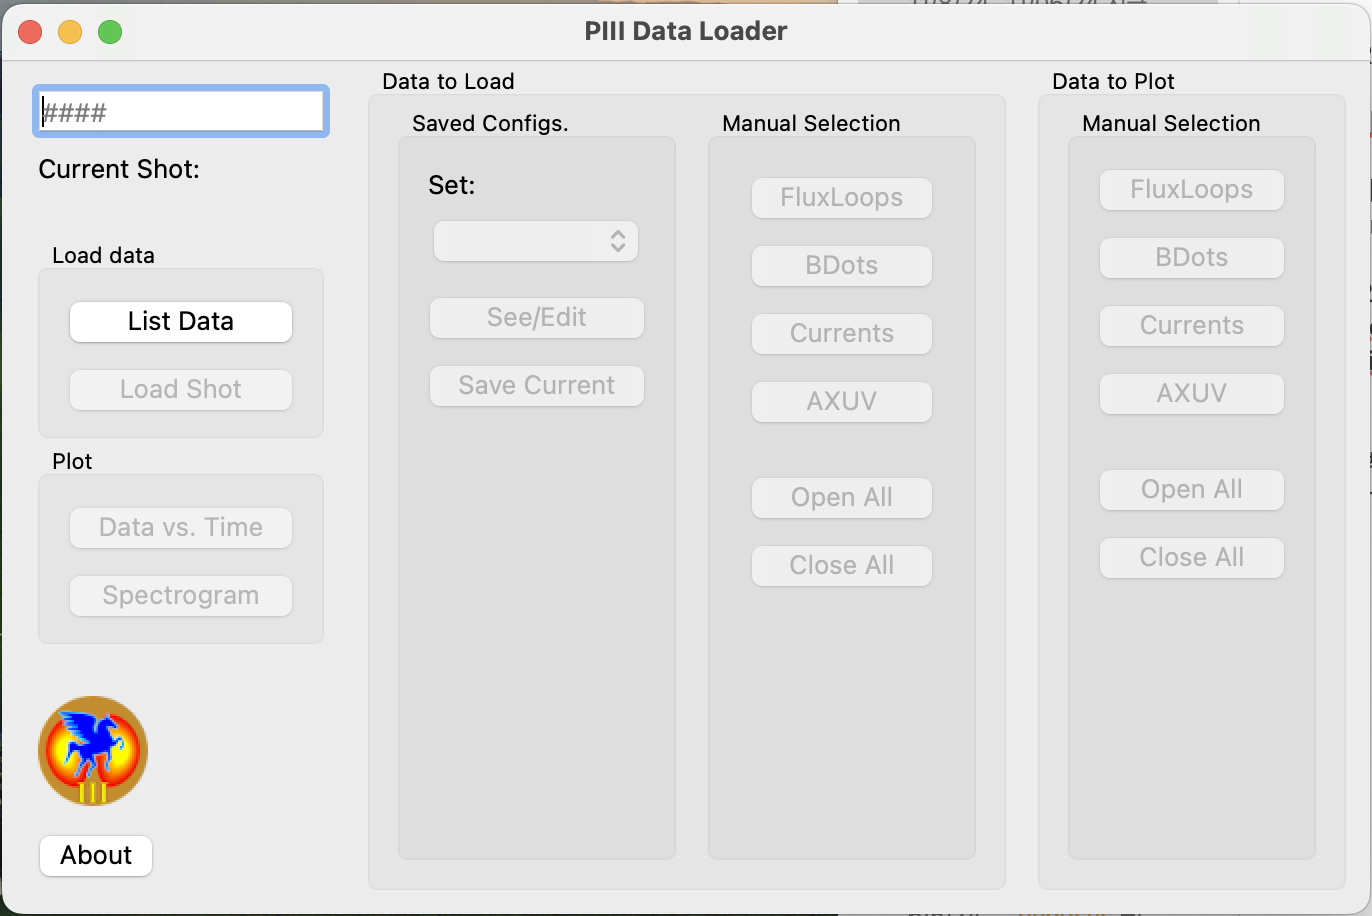 PIII Data Loader
####
Current Shot:
Load data
List Data
Load Shot
Plot
Data vs. Time
Spectrogram
III
About
Data to Load
Saved Configs.
Set:
See/Edit
Save Current
Manual Selection
FluxLoops
BDots
Currents
AXUV
Open All
Close All
Data to Plot
Manual Selection
FluxLoops
BDots
Currents
AXUV
Open All
Close All